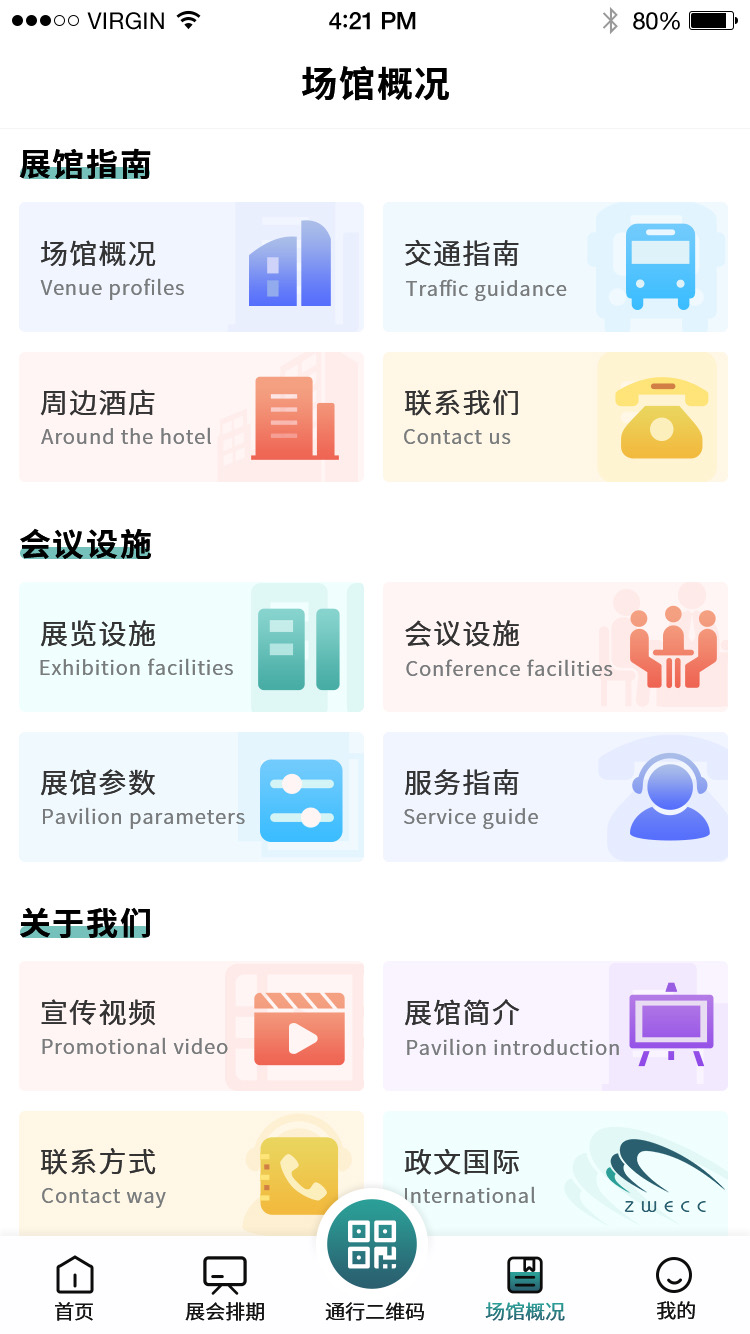 VIRGIN 4:21 PM 80%
场馆概况
展馆指南
场馆概况
Venue profiles
交通指南
Traffic guidance
周边酒店
Around the hotel
联系我们
Contact us
会议设施
展览设施
Exhibition facilities
会议设施
Conference facilities
展馆参数
Pavilion parameters
服务指南
Service guide
关于我们
宣传视频
Promotional video
展馆简介
Pavilion introduction
联系方式
Contact way
政文国际
International
ZWECC
首页
展会排期
通行二维码
场馆概况
我的